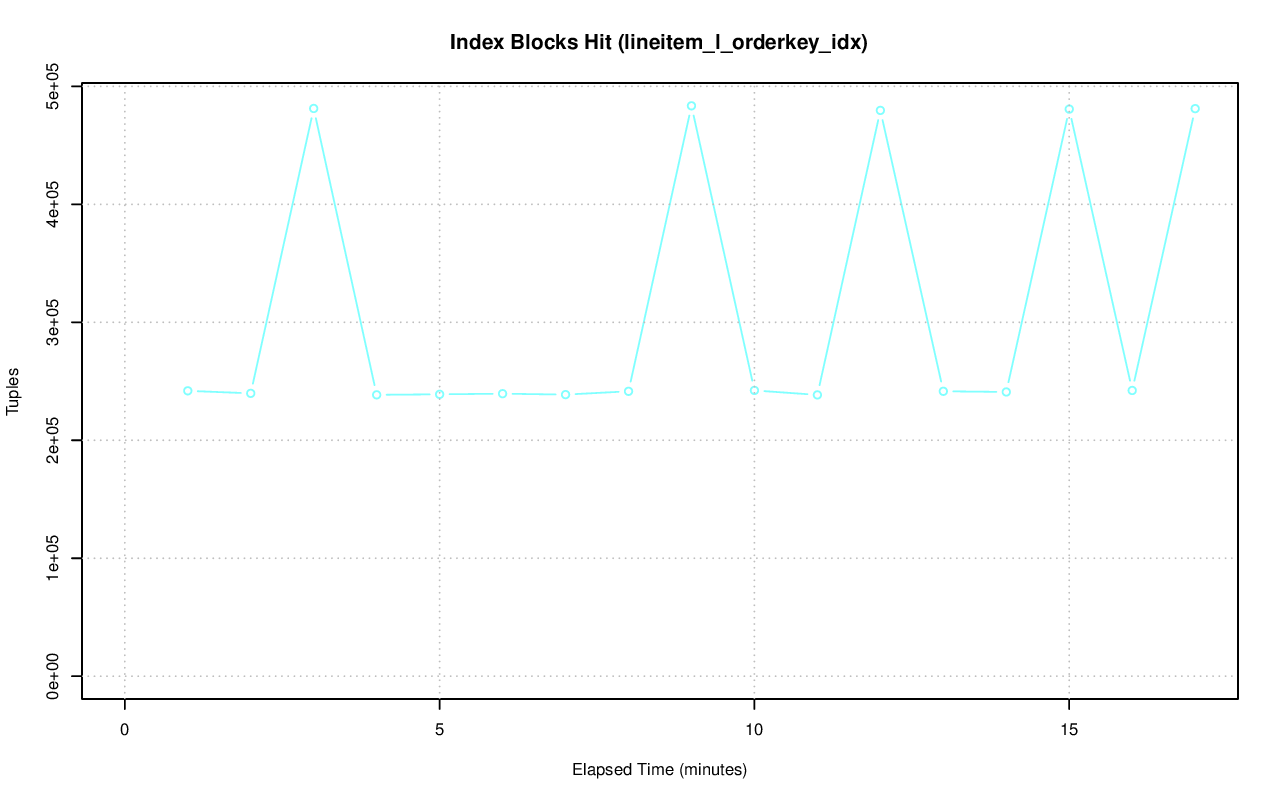 Index Blocks Hit (lineitem_l_orderkey_idx)
5e+05
4e+05
3e+05
2e+05
1e+05
0e+00
Tuples
0 5 10 15
Elapsed Time (minutes)